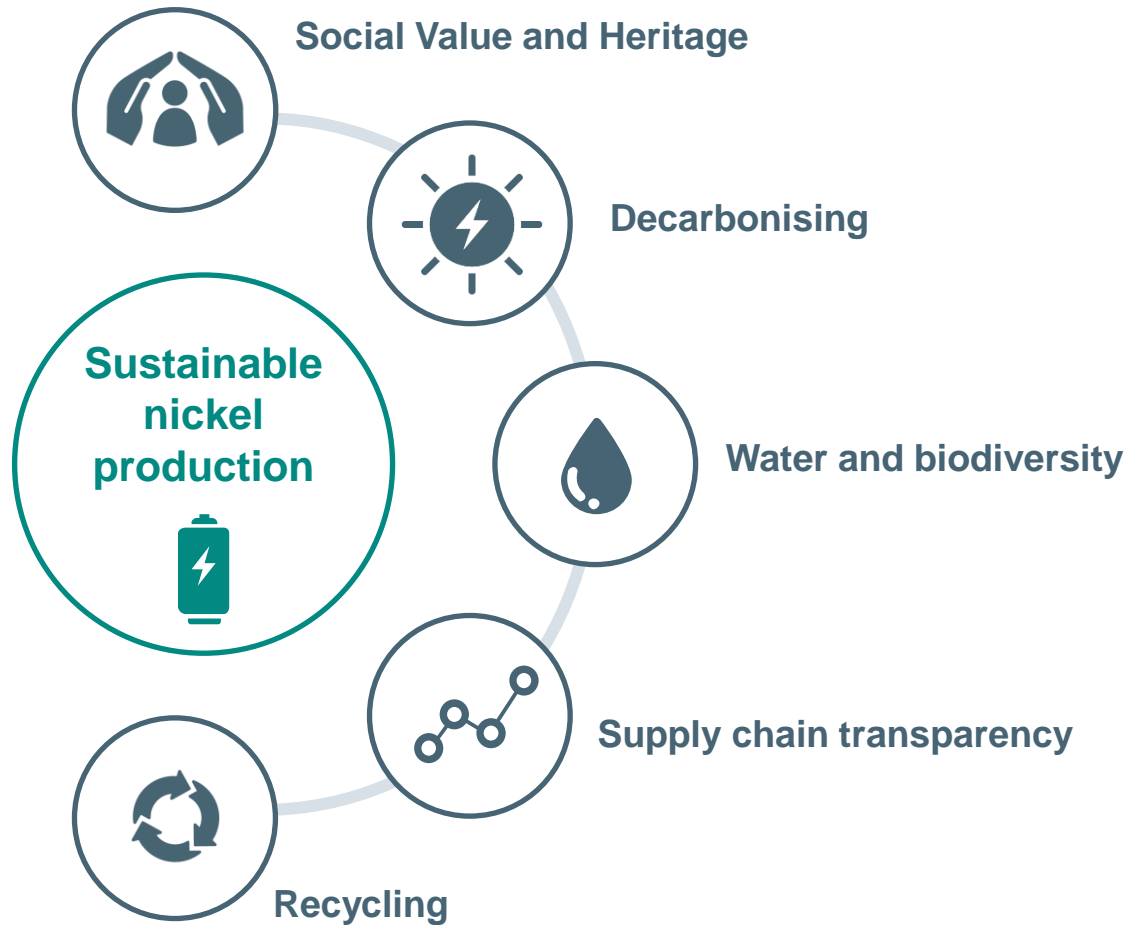 Social Value and Heritage
Decarbonising
Sustainable
nickel
production
Water and biodiversity
Supply chain transparency
Recycling